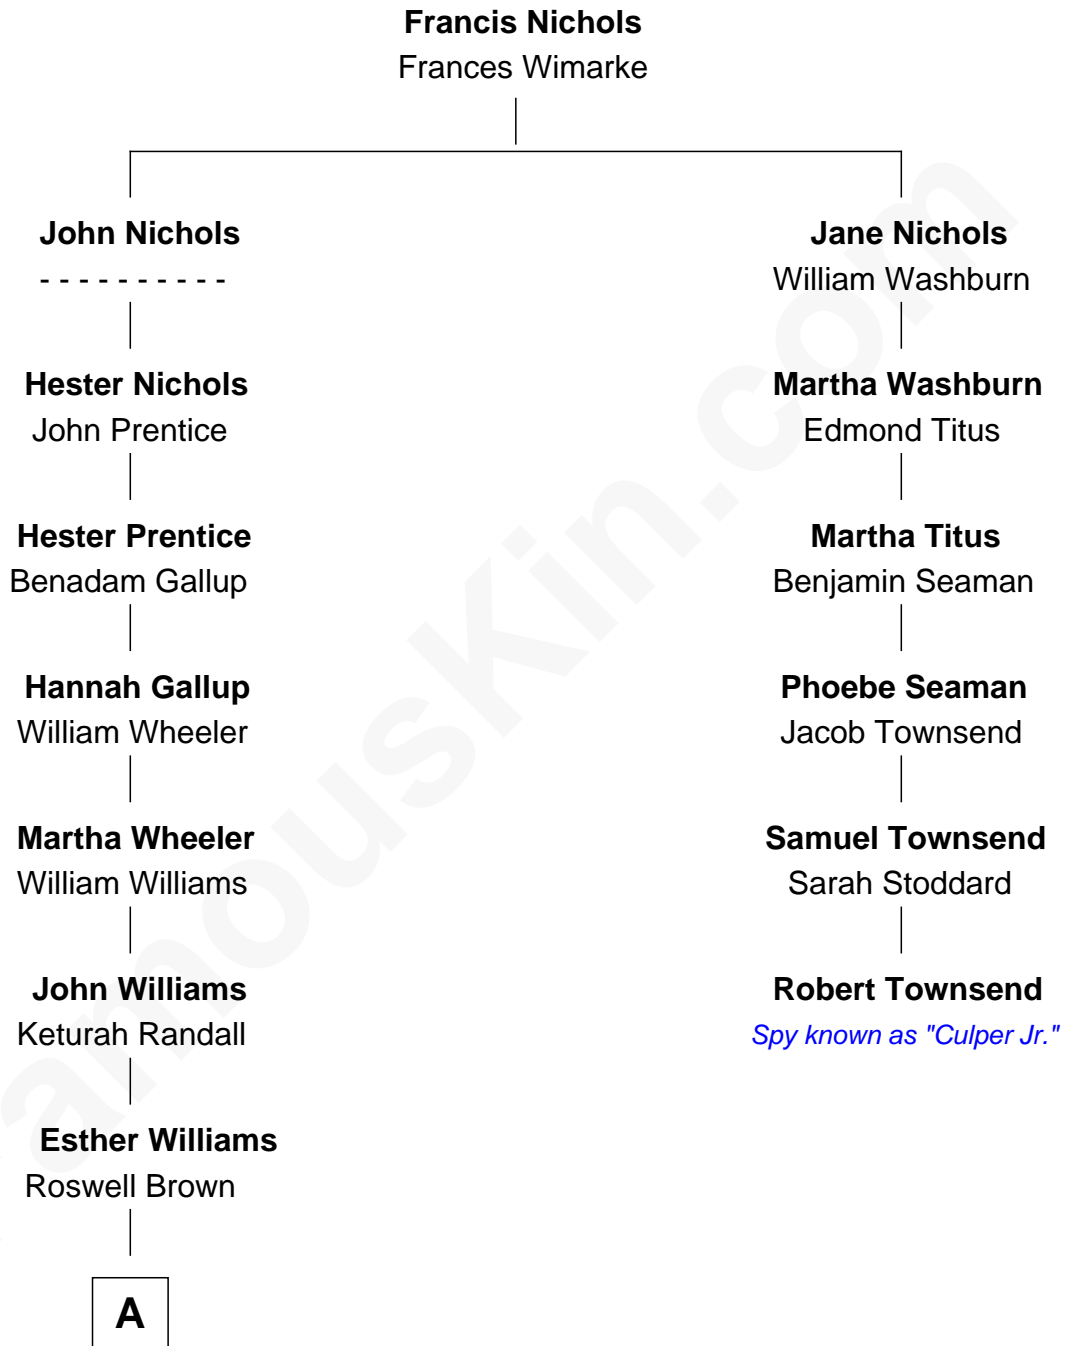 Francis Nichols
Frances Wimarke
John Nichols
- - - - - - - - - -
Hester Nichols
John Prentice
Hester Prentice
Benadam Gallup
Hannah Gallup
William Wheeler
Martha Wheeler
William Williams
John Williams
Keturah Randall
Esther Williams
Roswell Brown
A
Jane Nichols
William Washburn
Martha Washburn
Edmond Titus
Martha Titus
Benjamin Seaman
Phoebe Seaman
Jacob Townsend
Samuel Townsend
Sarah Stoddard
Robert Townsend
Spy known as "Culper Jr."
amouskin.com